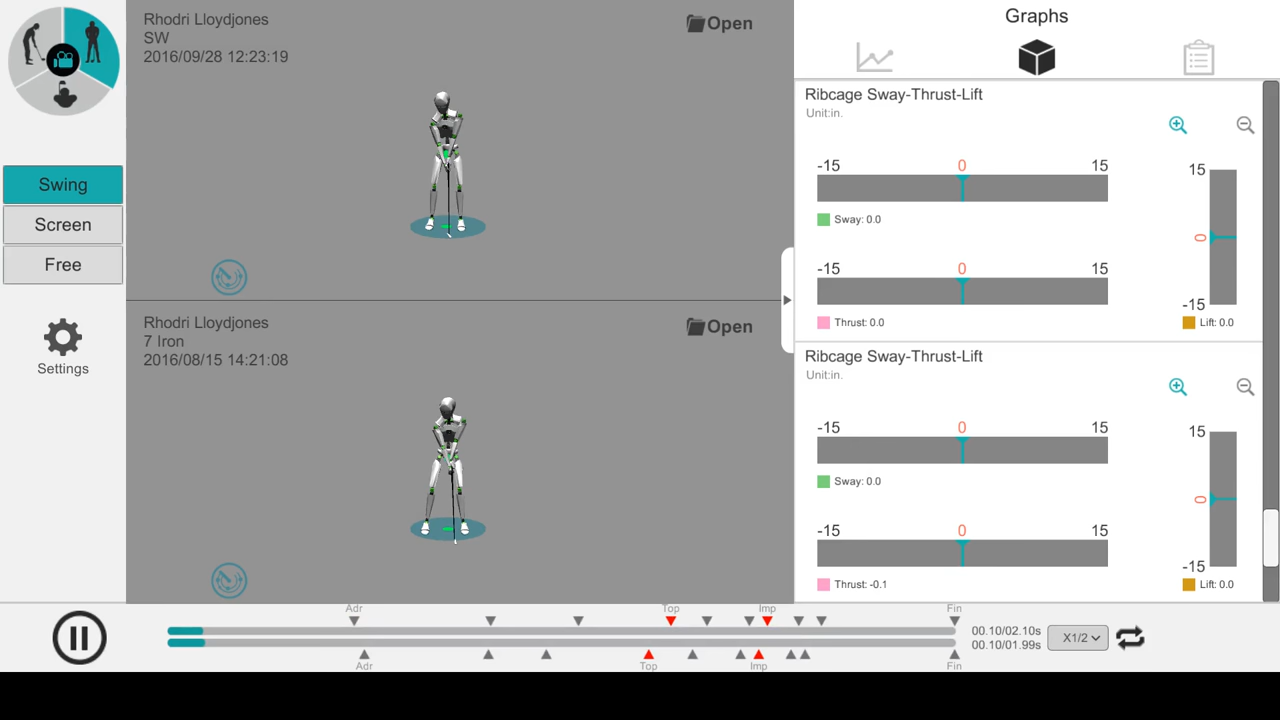 Rhodri Lloydjones
SW
2016/09/28 12:23:19
Open
Swing
Screen
Free
Settings
Rhodri Lloydjones
7 Iron
2016/08/15 14:21:08
Open
Graphs
Ribcage Sway-Thrust-Lift
Unit:in.
-15 0 15
Sway: 0.0
-15 0 15
Thrust: 0.0
15
0
-15
Lift: 0.0
Ribcage Sway-Thrust-Lift
Unit:in.
-15 0 15
Sway: 0.0
-15 0 15
Thrust: -0.1
15
0
-15
Lift: 0.0
Adr Top Imp Fin
Adr Top Imp Fin
00.10/02.10s
00.10/01.99s
X1/2